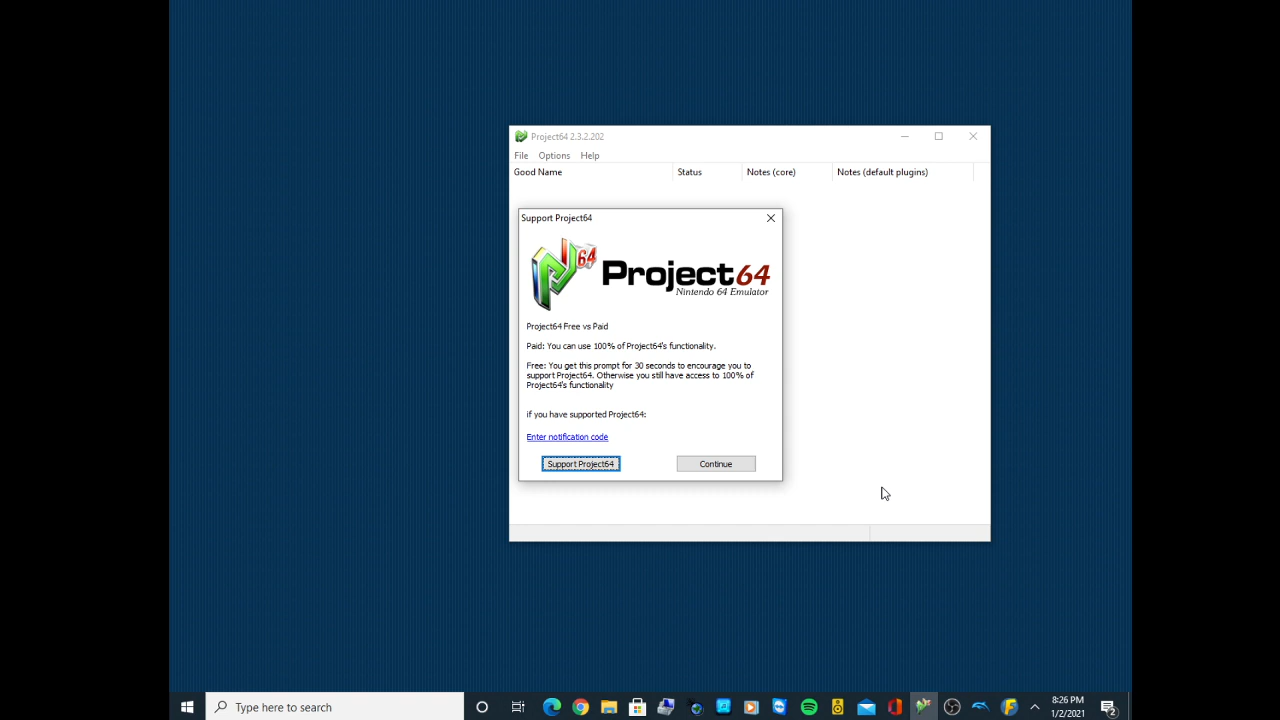 Project64 2.3.2.202
File Options Help
Good Name Status Notes (core) Notes (default plugins)
Support Project64
64
Project64
Nintendo 64 Emulator
Project64 Free vs Paid
Paid: You can use 100% of Project64's functionality.
Free: You get this prompt for 30 seconds to encourage you to
support Project64. Otherwise you still have access to 100% of
Project64's functionality
if you have supported Project64:
Enter notification code
Support Project64 Continue
Type here to search
8:26 PM
1/2/2021
2